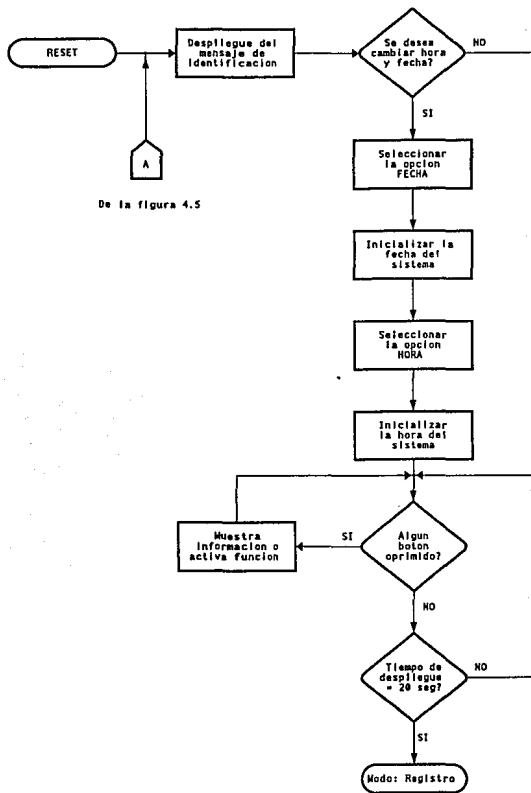 RESET
Despliegue del
mensaje de
identificacion
Se desea
cambiar hora
y fecha?
NO
SI
A
De la figura 4.5
Seleccionar
la opcion
FECHA
Inicializar la
fecha del
sistema
Seleccionar
la opcion
HORA
Inicializar
la hora del
sistema
Muestra
informacion o
activa funcion
SI
Algun
boton
oprimido?
NO
Tiempo de
despliegue
= 20 seg?
NO
SI
Modo: Registro